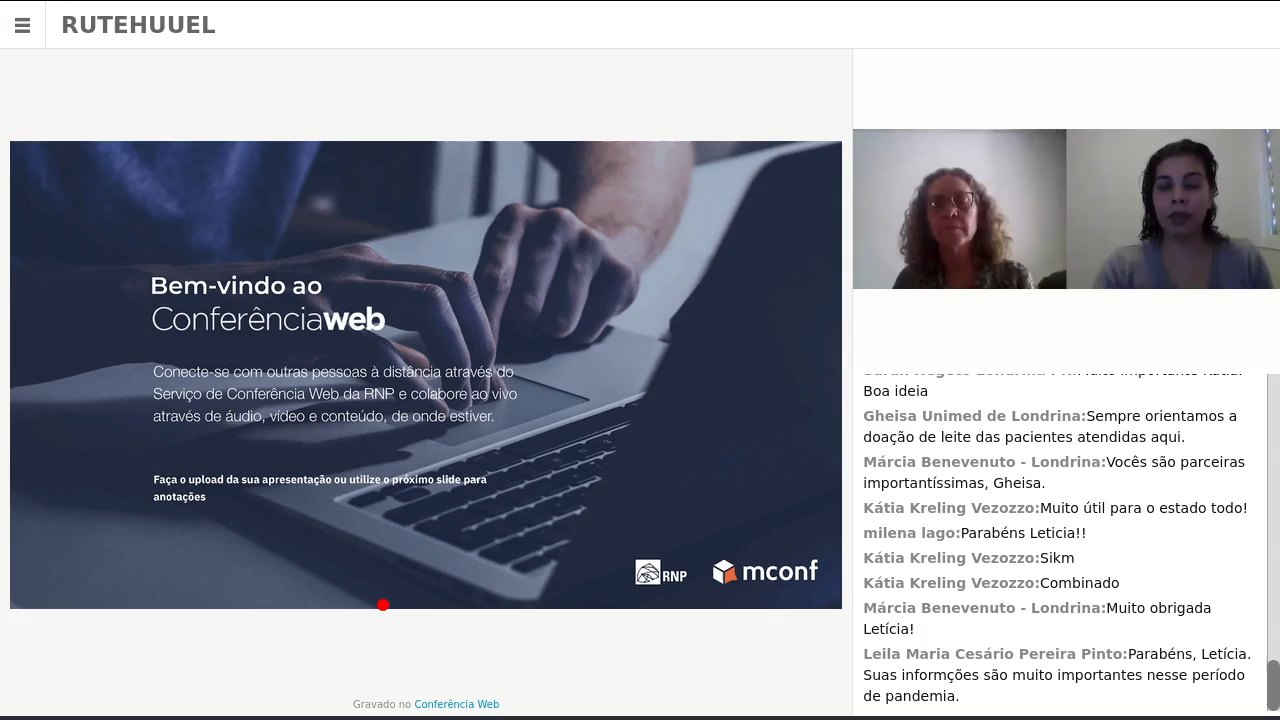 RUTEHUUEL
Bem-vindo ao
Conferênciaweb
Conecte-se com outras pessoas à distância através do
Serviço de Conferência Web da RNP e colabore ao vivo
através de áudio, vídeo e conteúdo, de onde estiver.
Faça o upload da sua apresentação ou utilize o próximo slide para
anotações
RNP
mconf
Gravado no Conferência Web
Boa ideia
Gheisa Unimed de Londrina:Sempre orientamos a
doação de leite das pacientes atendidas aqui.
Márcia Benevenuto - Londrina:Vocês são parceiras
importantíssimas, Gheisa.
Kátia Kreling Vezozzo:Muito útil para o estado todo!
milena lago:Parabéns Leticia!!
Kátia Kreling Vezozzo:Sikm
Kátia Kreling Vezozzo:Combinado
Márcia Benevenuto - Londrina:Muito obrigada
Letícia!
Leila Maria Cesário Pereira Pinto:Parabéns, Letícia.
Suas informções são muito importantes nesse período
de pandemia.